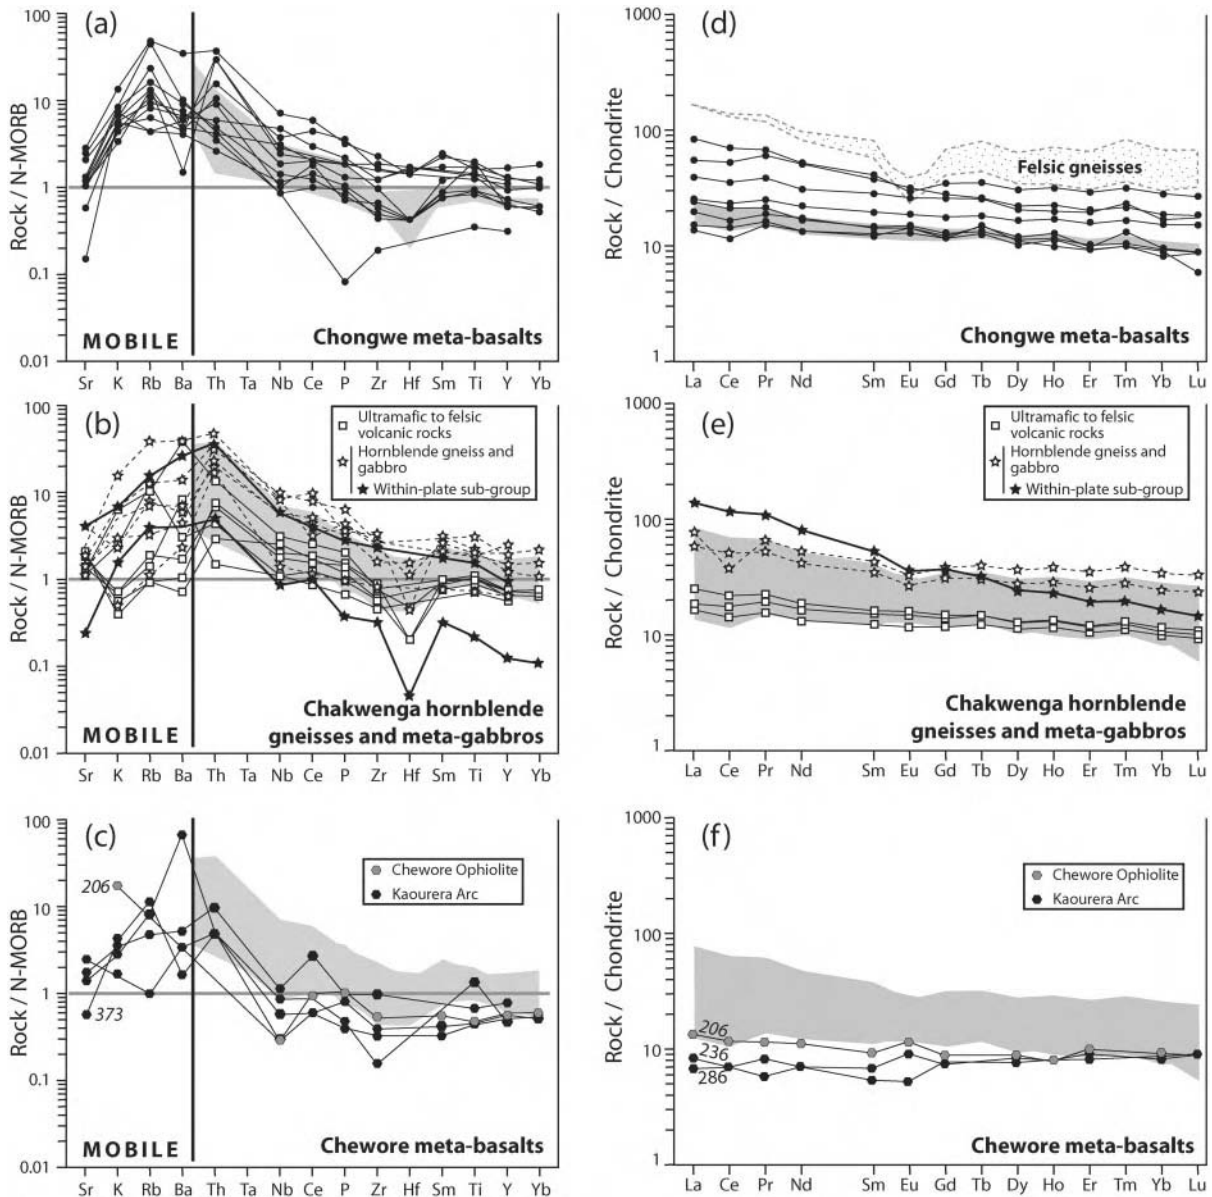 (a)
Rock / N-MORB
100
10
1
0.1
0.01
MOBILE
Chongwe meta-basalts
Sr K Rb Ba Th Ta Nb Ce P Zr Hf Sm Ti Y Yb
(d)
Rock / Chondrite
1000
100
10
1
Felsic gneisses
Chongwe meta-basalts
La Ce Pr Nd Sm Eu Gd Tb Dy Ho Er Tm Yb Lu
(b)
Rock / N-MORB
100
10
1
0.1
0.01
Ultramafic to felsic
volcanic rocks
Hornblende gneiss and
gabbro
Within-plate sub-group
MOBILE
Chakwenga hornblende
gneisses and meta-gabbros
Sr K Rb Ba Th Ta Nb Ce P Zr Hf Sm Ti Y Yb
(e)
Rock / Chondrite
1000
100
10
1
Ultramafic to felsic
volcanic rocks
Hornblende gneiss and
gabbro
Within-plate sub-group
Chakwenga hornblende
gneisses and meta-gabbros
La Ce Pr Nd Sm Eu Gd Tb Dy Ho Er Tm Yb Lu
(c)
Rock / N-MORB
100
10
1
0.1
0.01
Chewore Ophiolite
Kaourera Arc
206
373
MOBILE
Chewore meta-basalts
Sr K Rb Ba Th Ta Nb Ce P Zr Hf Sm Ti Y Yb
(f)
Rock / Chondrite
1000
100
10
1
Chewore Ophiolite
Kaourera Arc
206
236
286
Chewore meta-basalts
La Ce Pr Nd Sm Eu Gd Tb Dy Ho Er Tm Yb Lu